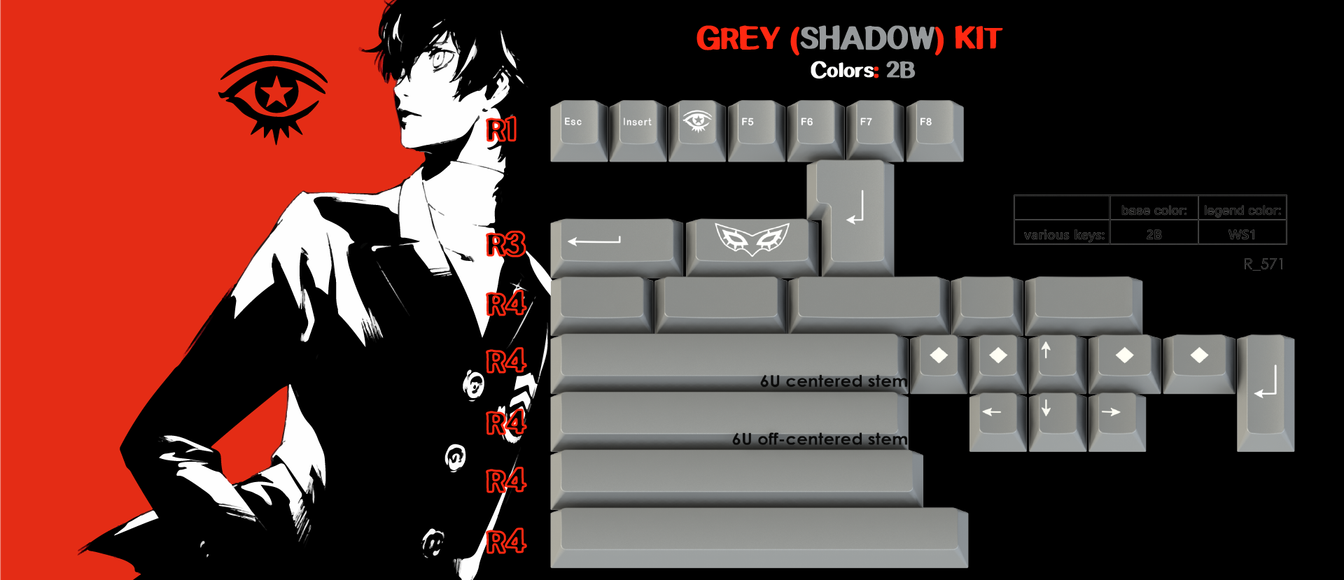 GREY (SHADOW) KIT
Colors: 2B
R1
Esc Insert F5 F6 F7 F8
base color: legend color:
various keys: 2B WS1
R_571
R3
R4
R4
6U centered stem
R4
6U off-centered stem
R4
R4